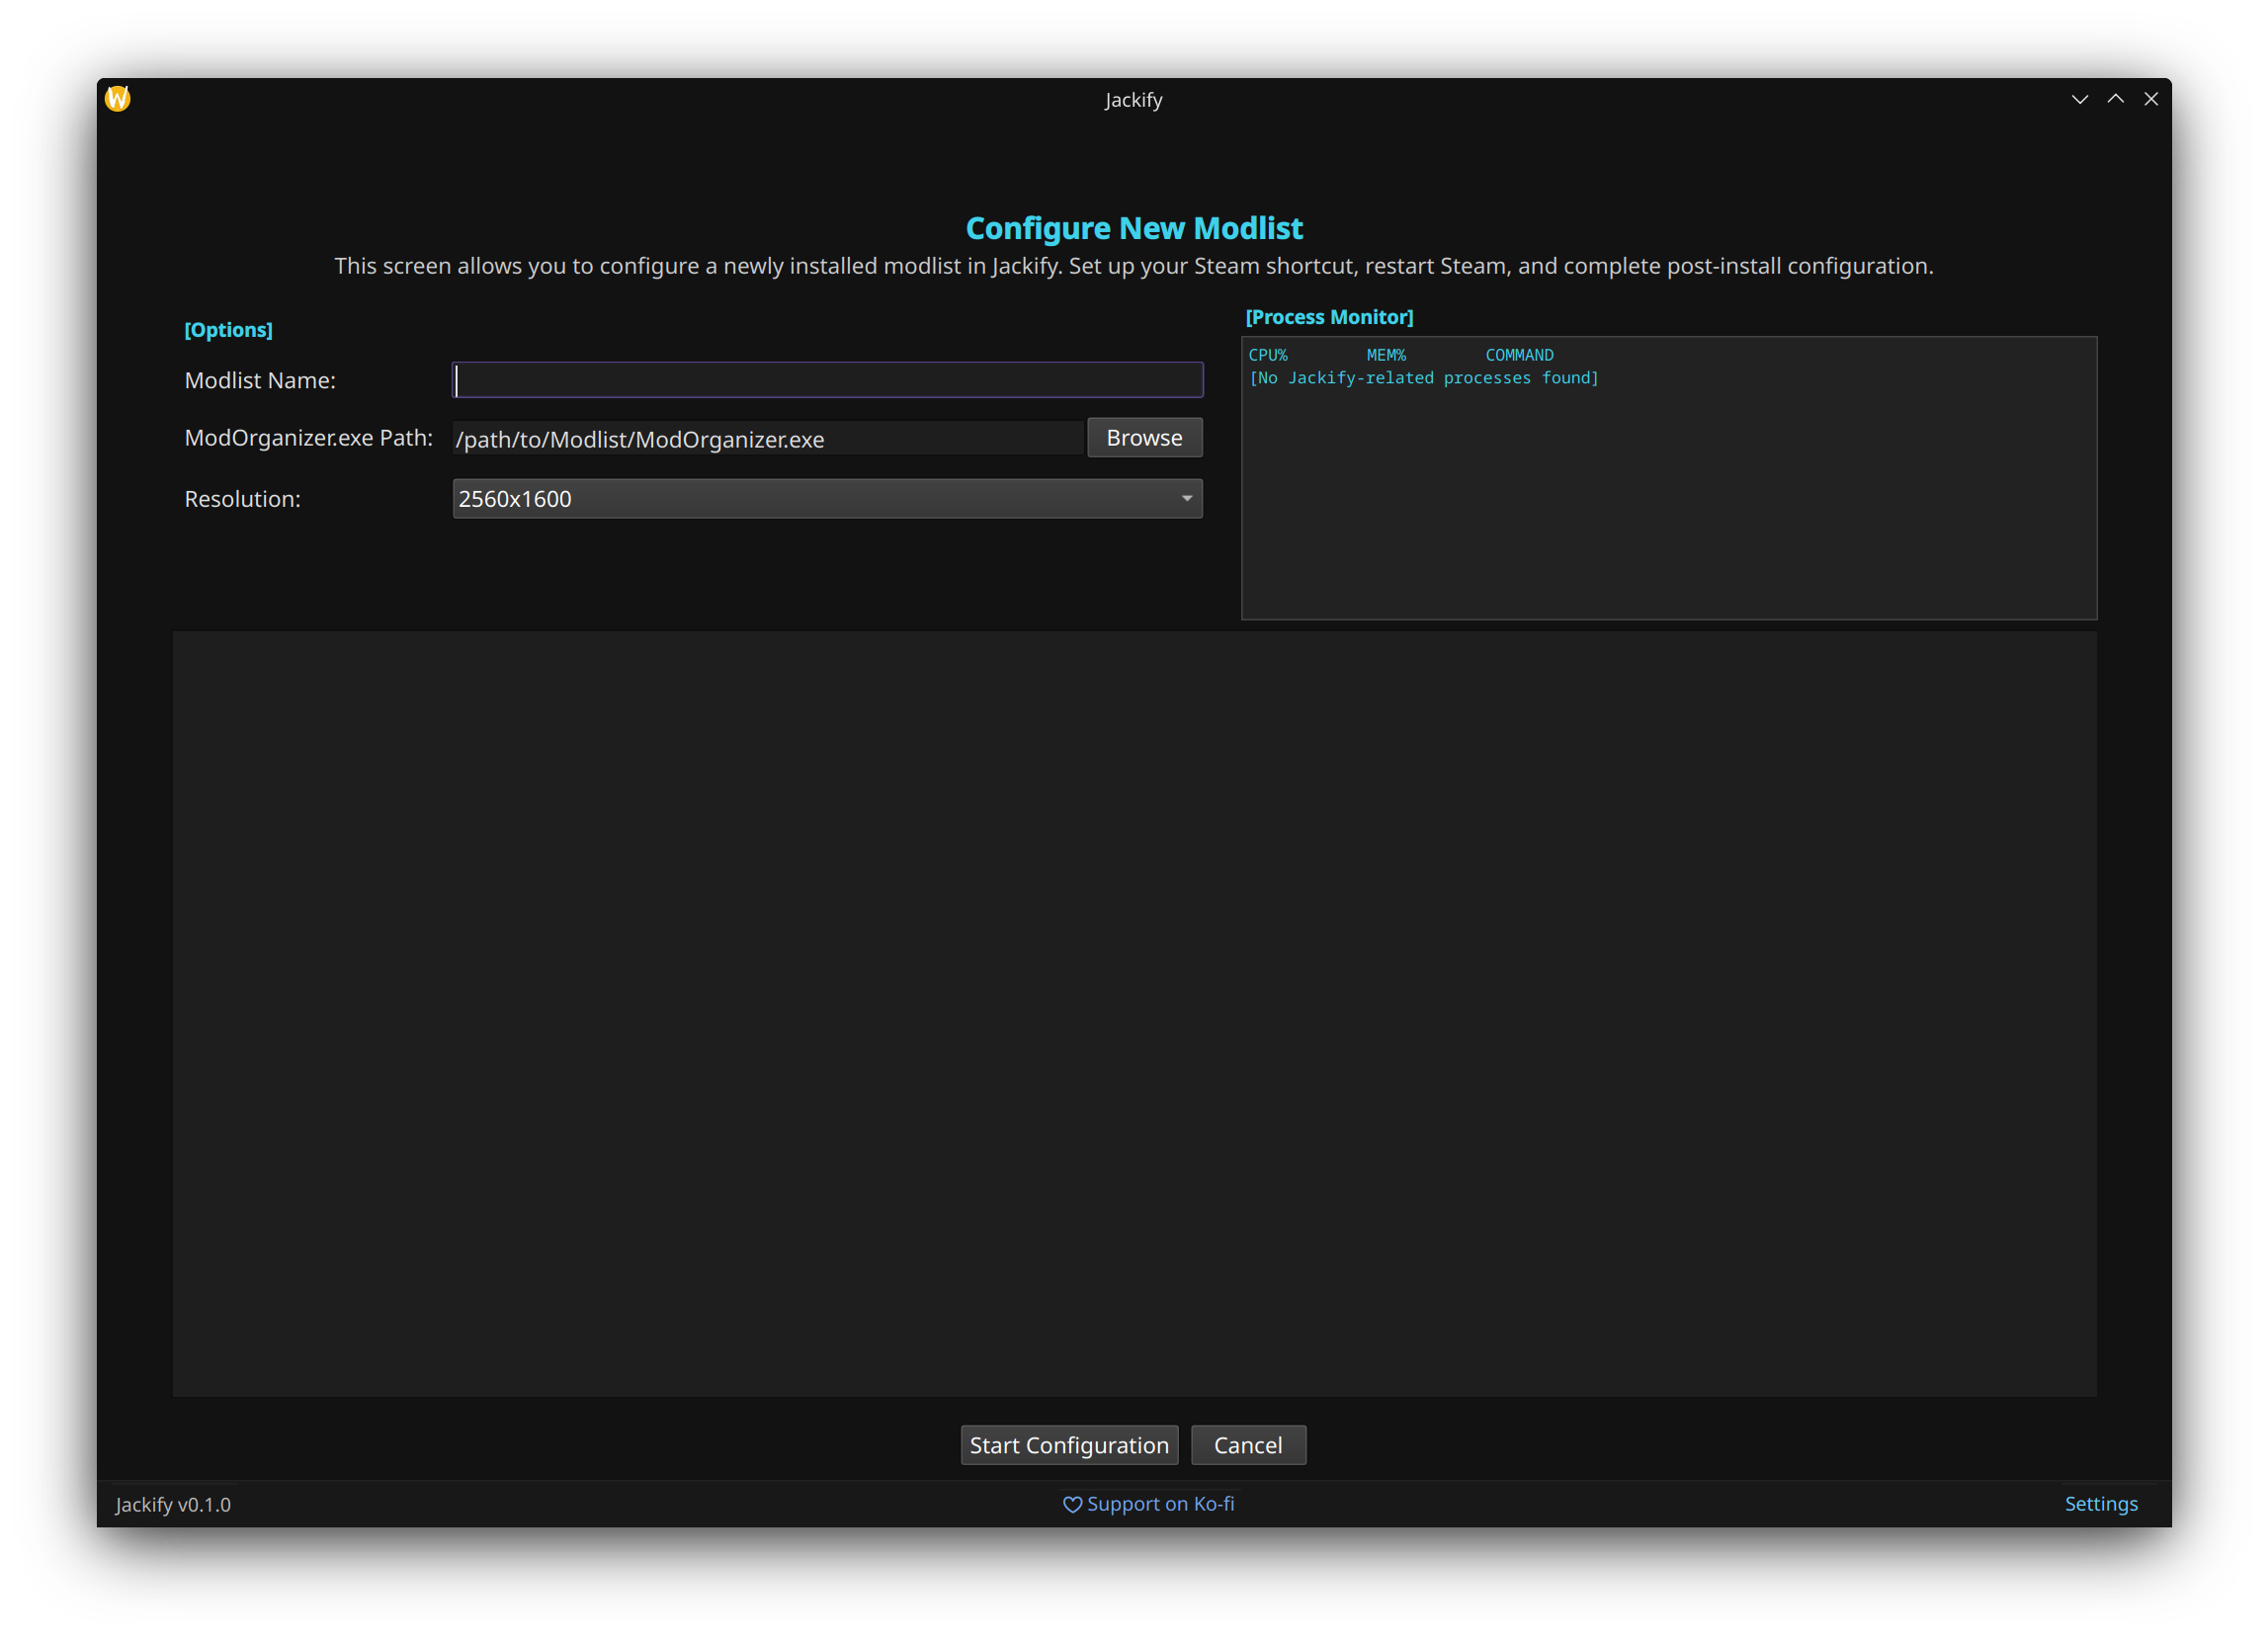 Jackify
Configure New Modlist
This screen allows you to configure a newly installed modlist in Jackify. Set up your Steam shortcut, restart Steam, and complete post-install configuration.
[Options]
Modlist Name:
ModOrganizer.exe Path: /path/to/Modlist/ModOrganizer.exe Browse
Resolution: 2560x1600
[Process Monitor]
CPU% MEM% COMMAND
[No Jackify-related processes found]
Start Configuration Cancel
Jackify v0.1.0 Support on Ko-fi Settings